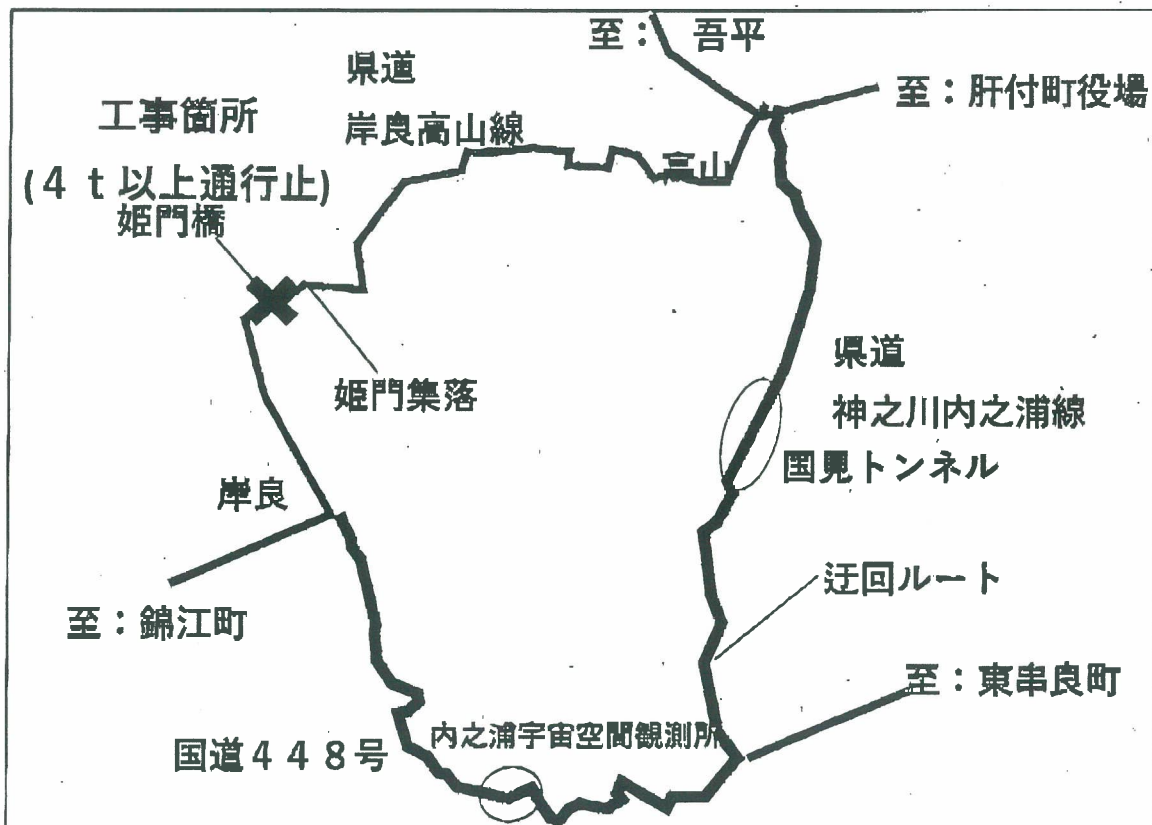 至： 吾平
県道
岸良高山線
至：肝付町役場
工事箇所
(４ｔ以上通行止)
姫門橋
高山
姫門集落
県道
神之川内之浦線
国見トンネル
岸良
迂回ルート
至：錦江町
至：東串良町
内之浦宇宙空間観測所
国道４４８号